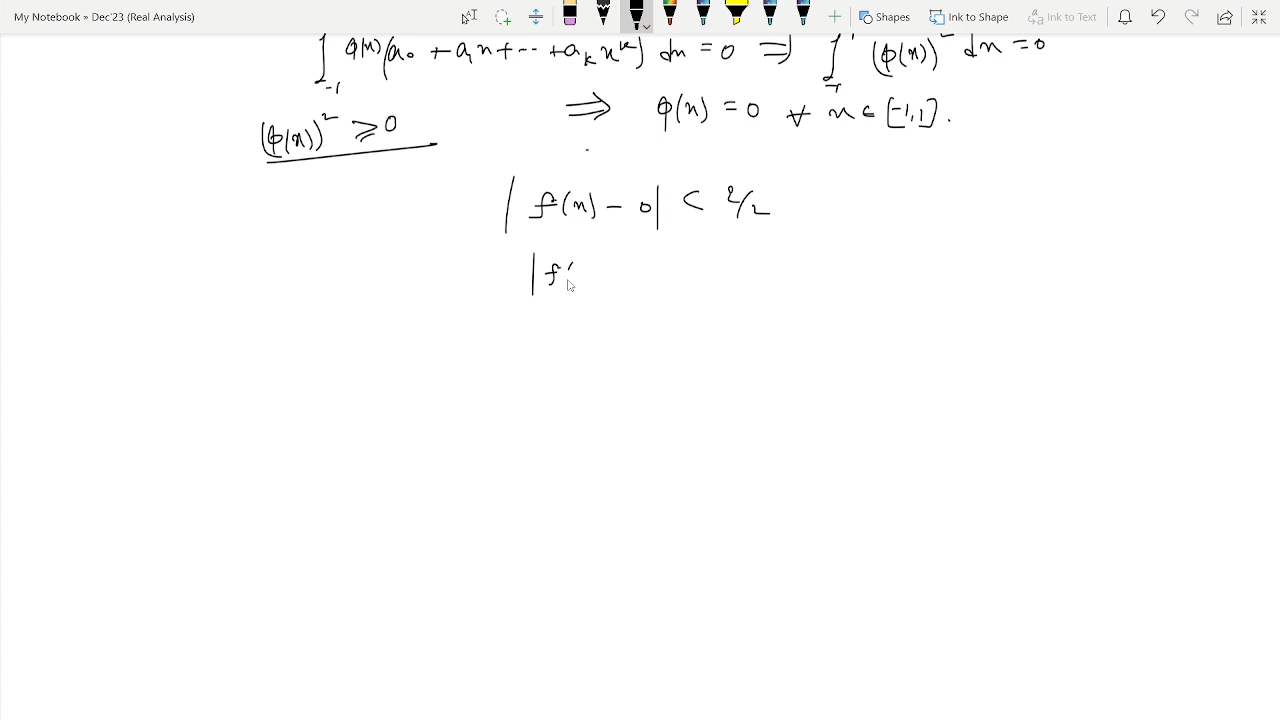 My Notebook » Dec'23 (Real Analysis)
Shapes Ink to Shape Ink to Text
∫₋₁ φ(x) (a₀ + a₁x + ⋯ + aₖxᵏ) dx = 0 ⇒ ∫₋₁¹ (φ(x))² dx = 0
⇒ φ(x) = 0 ∀ x ∈ [-1,1].
(φ(x))² ≥ 0
| f(x) - 0 | <
| f'